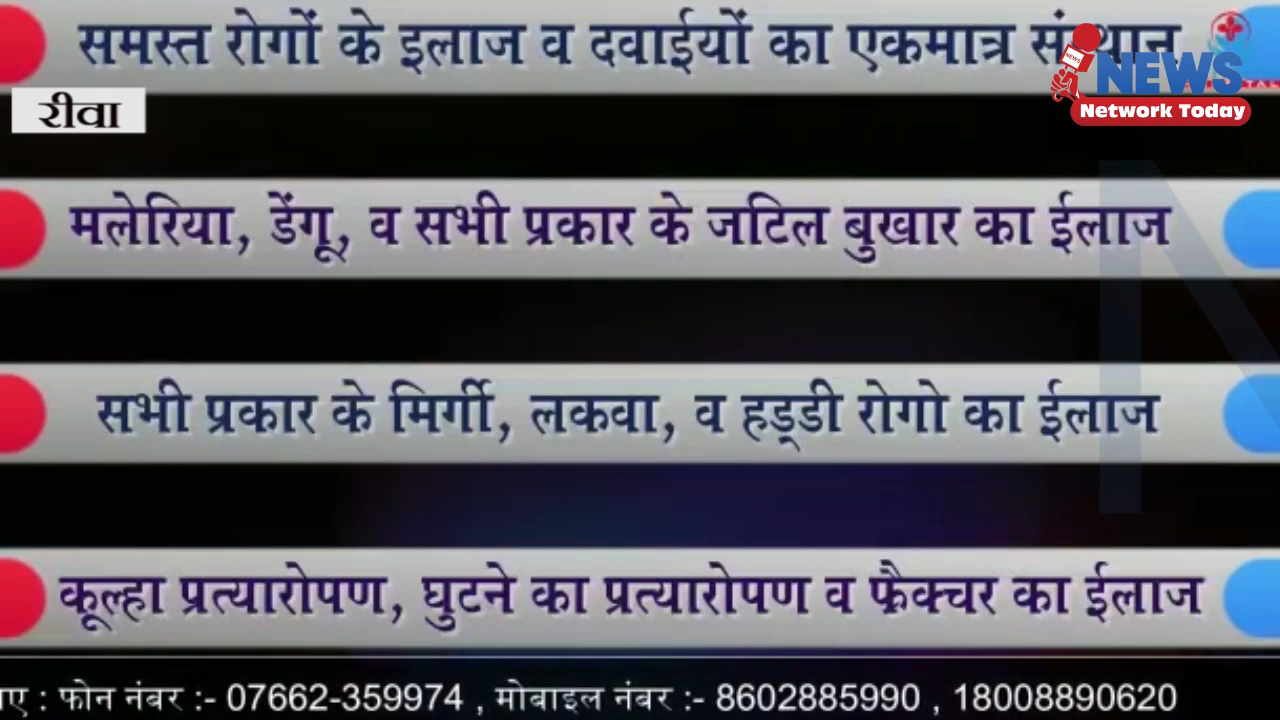 समस्त रोगों के इलाज व दवाईयों का एकमात्र
NEWS
Network Today
रीवा
मलेरिया, डेंगू, व सभी प्रकार के जटिल बुखार का ईलाज
सभी प्रकार के मिर्गी, लकवा, व हड्डी रोगो का ईलाज
कूल्हा प्रत्यारोपण, घुटने का प्रत्यारोपण व फ्रैक्चर का ईलाज
: फोन नंबर :- 07662-359974 , मोबाइल नंबर :- 8602885990 , 18008890620